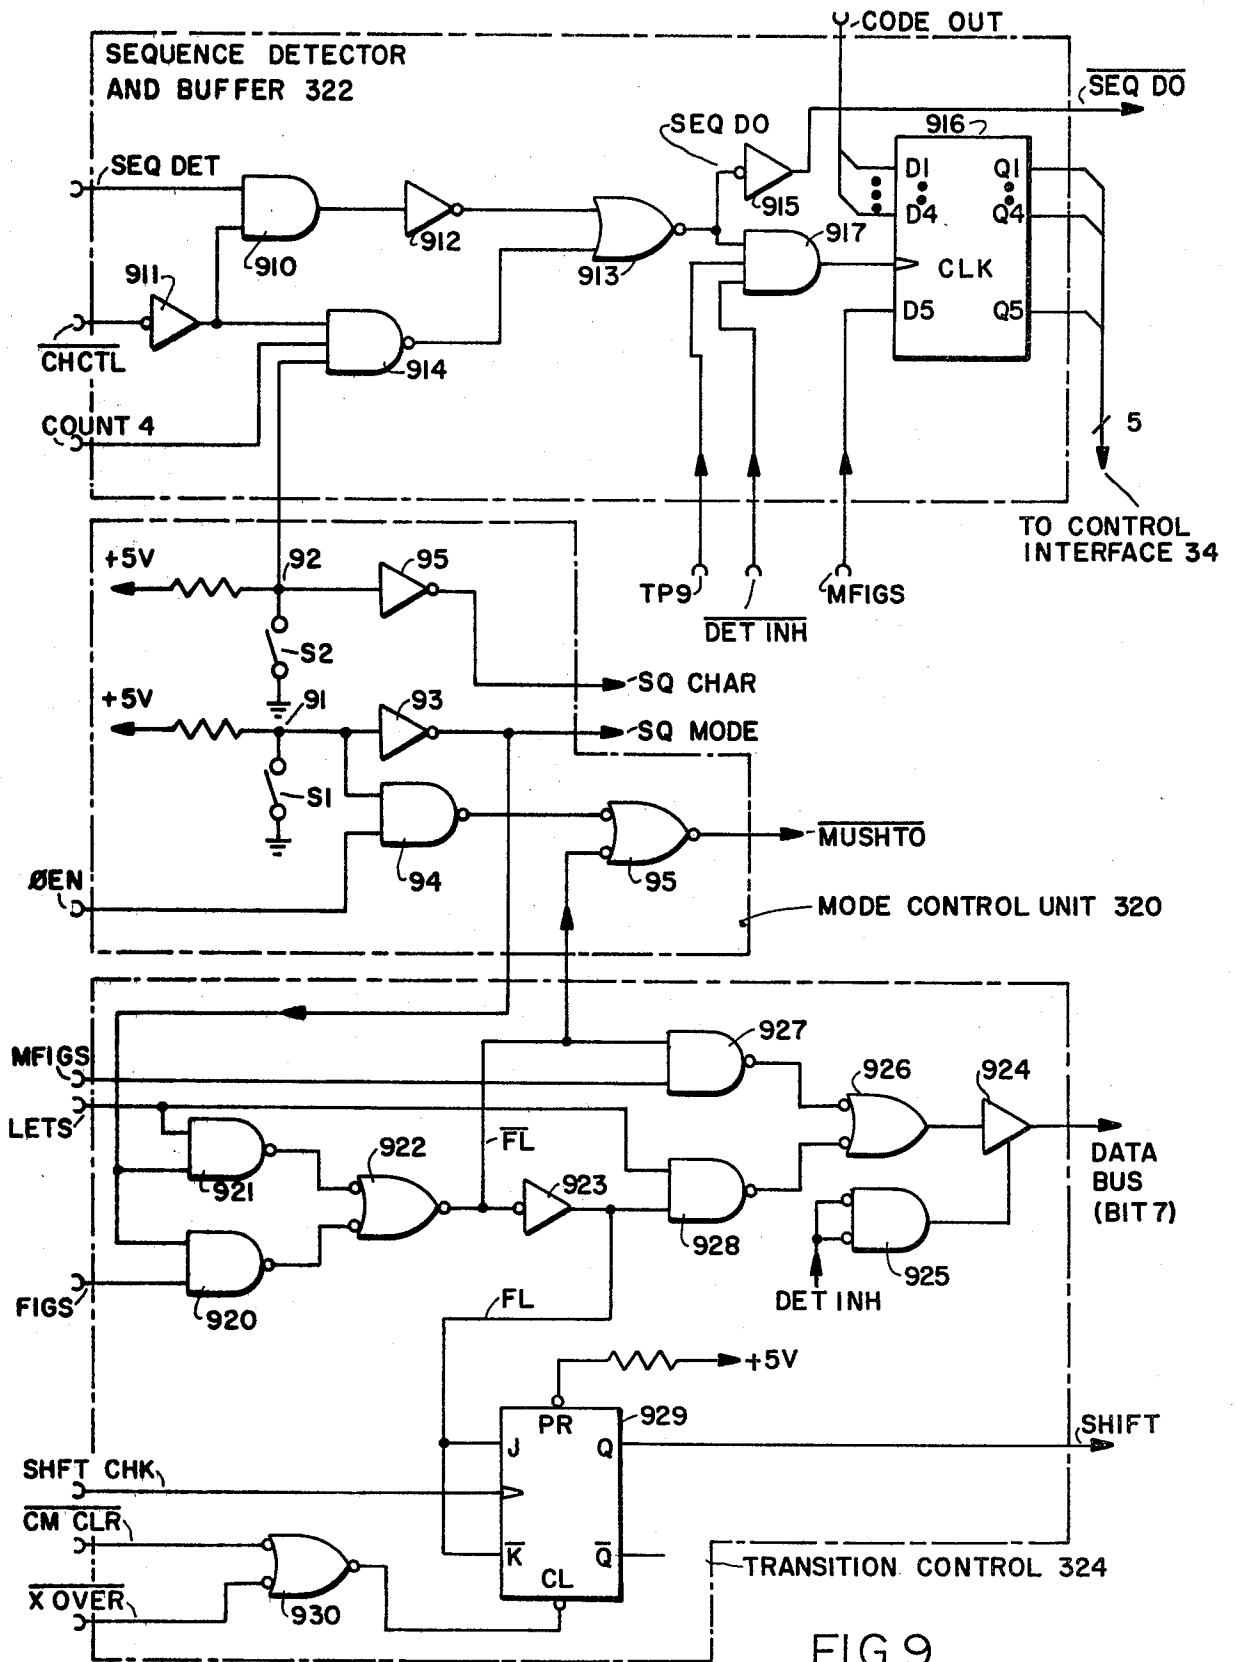 CODE OUT
SEQUENCE DETECTOR
AND BUFFER 322
SEQ DO
SEQ DO
916
SEQ DET
D1
Q1
D4
Q4
915
917
912
910
913
911
CLK
D5
Q5
CHCTL
914
COUNT 4
5
TO CONTROL
INTERFACE 34
+5V
92
95
TP9
MFIGS
DET INH
S2
SQ CHAR
+5V
91
93
SQ MODE
S1
MUSHTO
ØEN
94
95
MODE CONTROL UNIT 320
927
MFIGS
926
924
LETS
FL
922
923
DATA
BUS
(BIT 7)
921
928
925
FIGS
920
FL
DET INH
+5V
PR
929
J
Q
SHIFT
SHFT CHK
CM CLR
K
Q
TRANSITION CONTROL 324
CL
X OVER
930
FIG.9